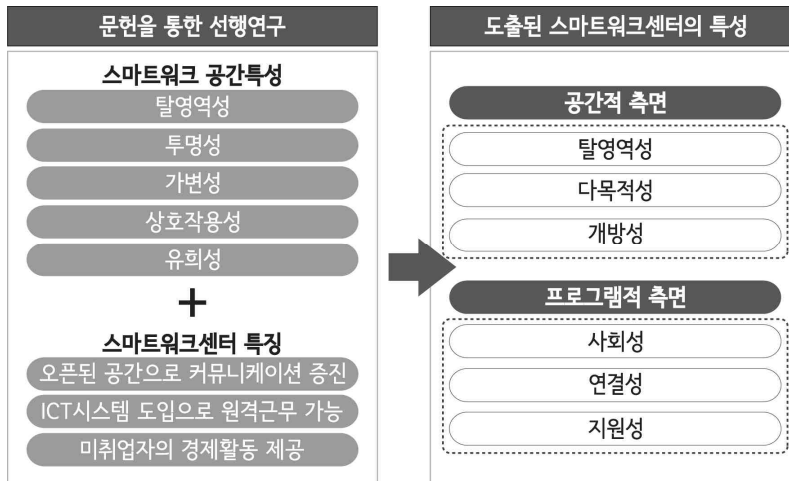 문헌을 통한 선행연구
스마트워크 공간특성
탈영역성
투명성
가변성
상호작용성
유희성
+
스마트워크센터 특징
오픈된 공간으로 커뮤니케이션 증진
ICT시스템 도입으로 원격근무 가능
미취업자의 경제활동 제공
도출된 스마트워크센터의 특성
공간적 측면
탈영역성
다목적성
개방성
프로그램적 측면
사회성
연결성
지원성